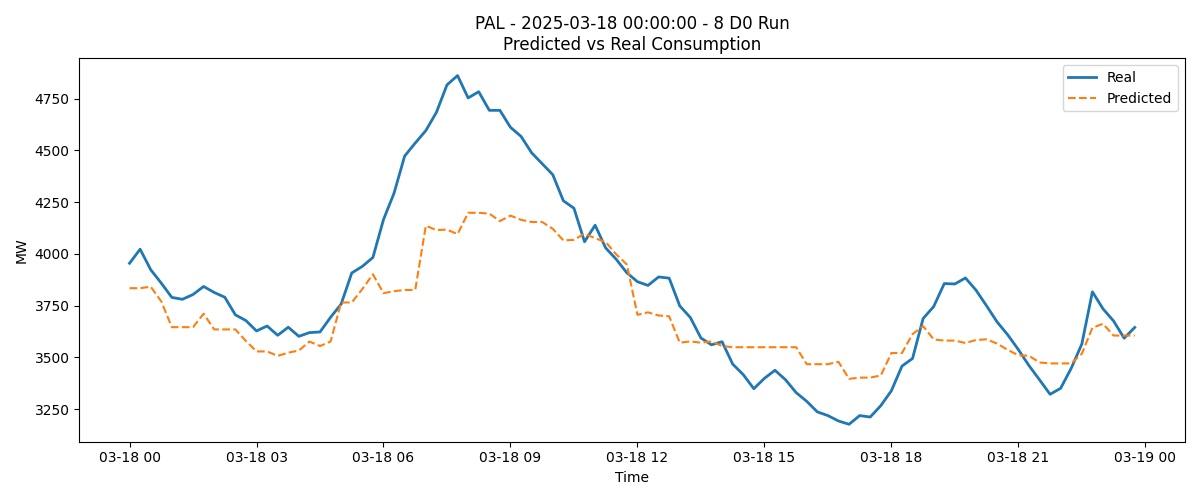 PAL - 2025-03-18 00:00:00 - 8 D0 Run
Predicted vs Real Consumption
Real
Predicted
MW
4750
4500
4250
4000
3750
3500
3250
03-18 00
03-18 03
03-18 06
03-18 09
03-18 12
03-18 15
03-18 18
03-18 21
03-19 00
Time